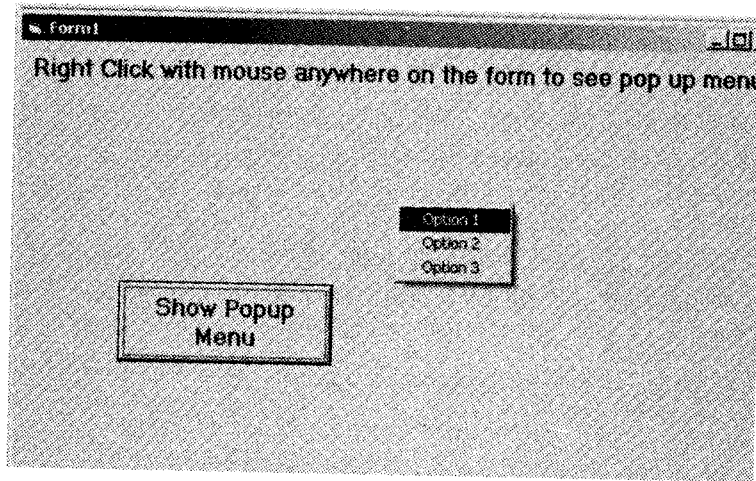 Form1
Right Click with mouse anywhere on the form to see pop up menu
Option 1
Option 2
Option 3
Show Popup
Menu